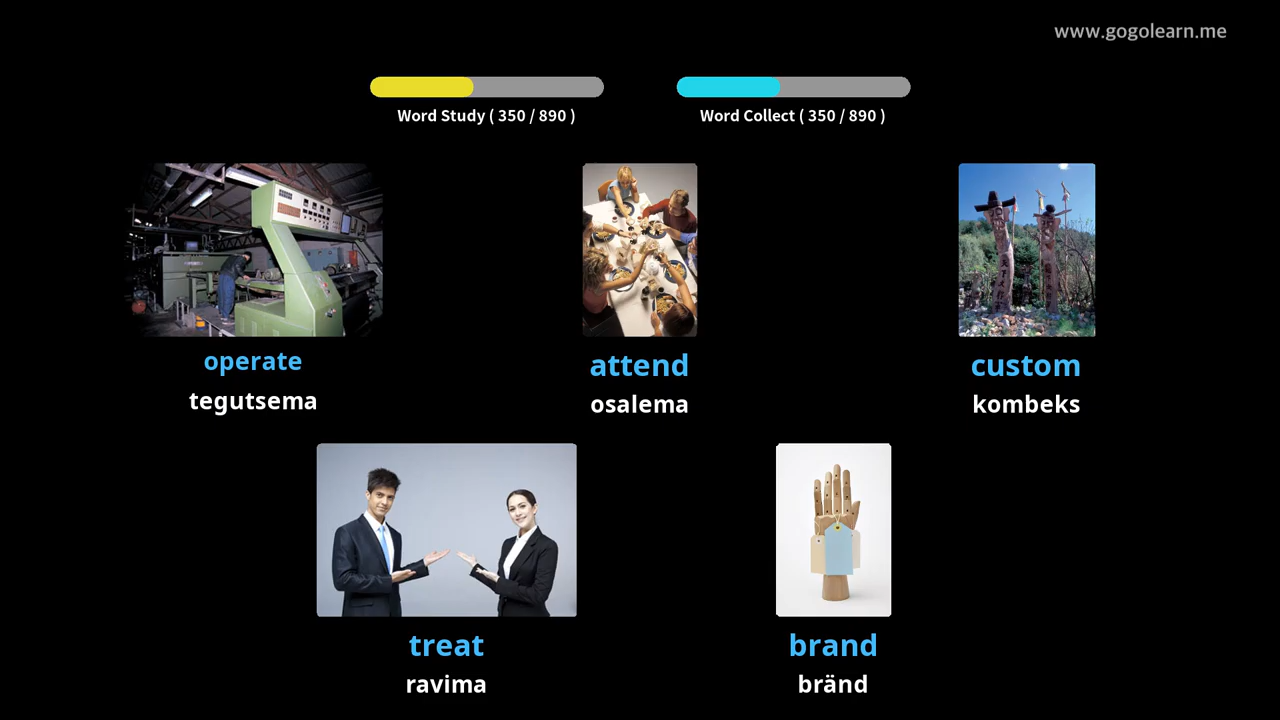 www.gogolearn.me
Word Study ( 350 / 890 )
Word Collect ( 350 / 890 )
operate
tegutsema
attend
osalema
custom
kombeks
treat
ravima
brand
bränd